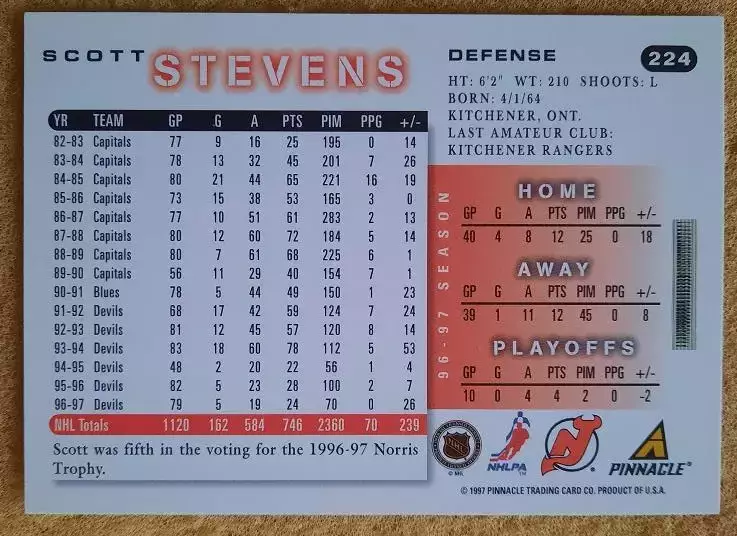 SCOTT STEVENS
YR TEAM GP G A PTS PIM PPG +/-
82-83 Capitals 77 9 16 25 195 0 14
83-84 Capitals 78 13 32 45 201 7 26
84-85 Capitals 80 21 44 65 221 16 19
85-86 Capitals 73 15 38 53 165 3 0
86-87 Capitals 77 10 51 61 283 2 13
87-88 Capitals 80 12 60 72 184 5 14
88-89 Capitals 80 7 61 68 225 6 1
89-90 Capitals 56 11 29 40 154 7 1
90-91 Blues 78 5 44 49 150 1 23
91-92 Devils 68 17 42 59 124 7 24
92-93 Devils 81 12 45 57 120 8 14
93-94 Devils 83 18 60 78 112 5 53
94-95 Devils 48 2 20 22 56 1 4
95-96 Devils 82 5 23 28 100 2 7
96-97 Devils 79 5 19 24 70 0 26
NHL Totals 1120 162 584 746 2360 70 239
Scott was fifth in the voting for the 1996-97 Norris
Trophy.
DEFENSE
224
HT: 6'2" WT: 210 SHOOTS: L
BORN: 4/1/64
KITCHENER, ONT.
LAST AMATEUR CLUB:
KITCHENER RANGERS
96-97 SEASON
HOME
GP G A PTS PIM PPG +/-
40 4 8 12 25 0 18
AWAY
GP G A PTS PIM PPG +/-
39 1 11 12 45 0 8
PLAYOFFS
GP G A PTS PIM PPG +/-
10 0 4 4 2 0 -2
NHL
© NHL
NHLPA
PINNACLE
© 1997 PINNACLE TRADING CARD CO. PRODUCT OF U.S.A.